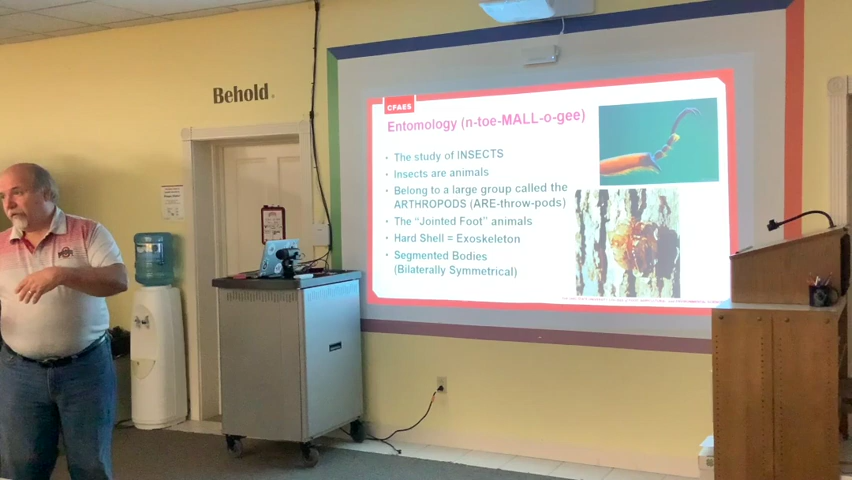 Behold.
CFAES
Entomology (n-toe-MALL-o-gee)
• The study of INSECTS
• Insects are animals
• Belong to a large group called the
ARTHROPODS (ARE-throw-pods)
• The “Jointed Foot” animals
• Hard Shell = Exoskeleton
• Segmented Bodies
(Bilaterally Symmetrical)